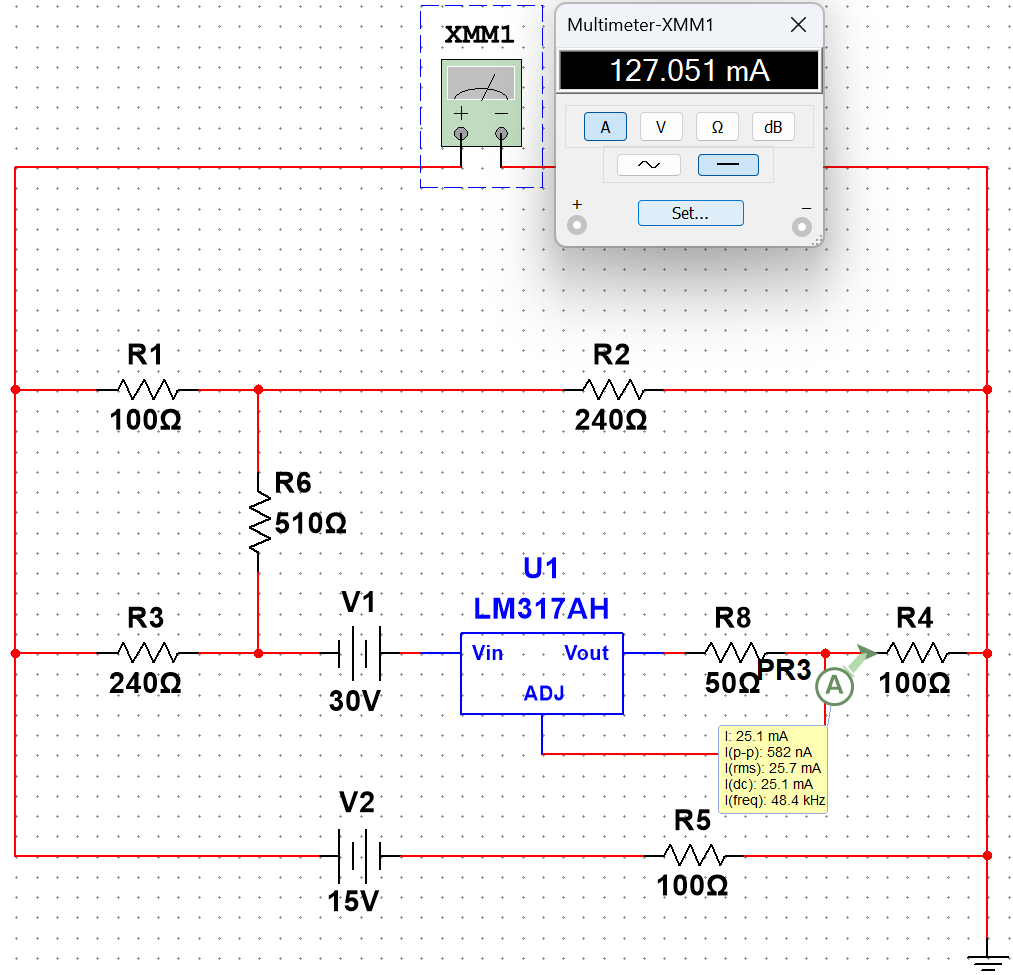 XMM1
Multimeter-XMM1
127.051 mA
A
V
Ω
dB
+
−
Set...
+
−
R1
100Ω
R2
240Ω
R6
510Ω
U1
LM317AH
Vin
Vout
ADJ
R3
240Ω
V1
30V
R8
50Ω
PR3
A
R4
100Ω
I: 25.1 mA
I(p-p): 582 nA
I(rms): 25.7 mA
I(dc): 25.1 mA
I(freq): 48.4 kHz
V2
15V
R5
100Ω